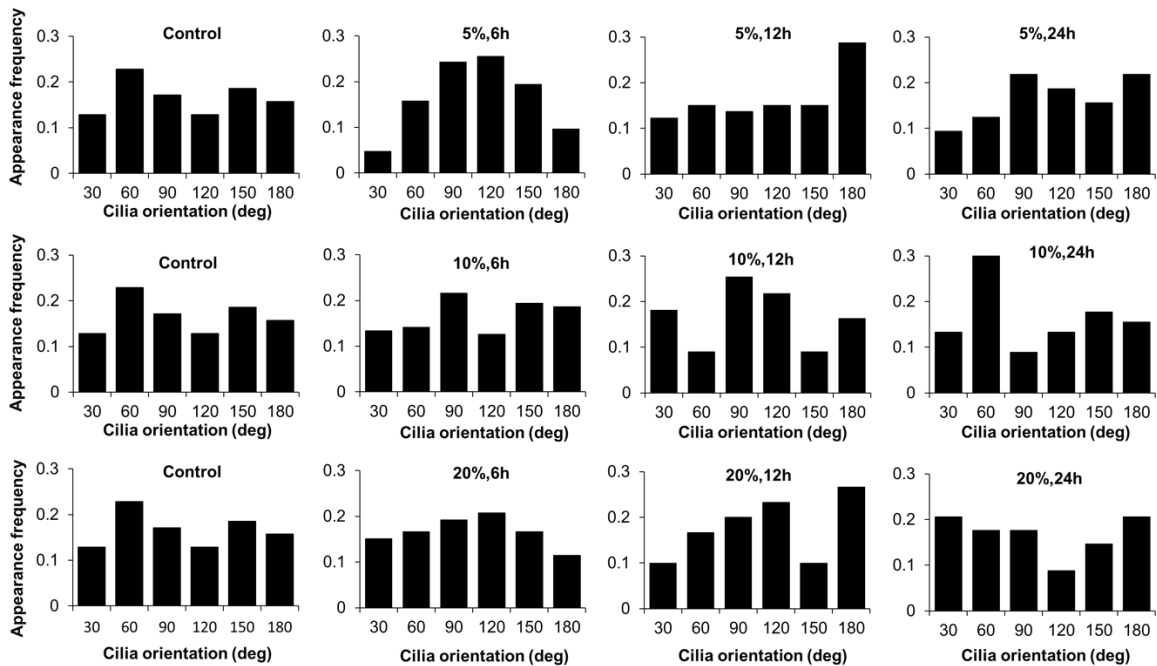 Control 5%,6h 5%,12h 5%,24h
Appearance frequency
0.3 0.3 0.3 0.3
0.2 0.2 0.2 0.2
0.1 0.1 0.1 0.1
0 0 0 0
30 60 90 120 150 180 30 60 90 120 150 180 30 60 90 120 150 180 30 60 90 120 150 180
Cilia orientation (deg) Cilia orientation (deg) Cilia orientation (deg) Cilia orientation (deg)
Control 10%,6h 10%,12h 10%,24h
Appearance frequency
0.3 0.3 0.3 0.3
0.2 0.2 0.2 0.2
0.1 0.1 0.1 0.1
0 0 0 0
30 60 90 120 150 180 30 60 90 120 150 180 30 60 90 120 150 180 30 60 90 120 150 180
Cilia orientation (deg) Cilia orientation (deg) Cilia orientation (deg) Cilia orientation (deg)
Control 20%,6h 20%,12h 20%,24h
Appearance frequency
0.3 0.3 0.3 0.3
0.2 0.2 0.2 0.2
0.1 0.1 0.1 0.1
0 0 0 0
30 60 90 120 150 180 30 60 90 120 150 180 30 60 90 120 150 180 30 60 90 120 150 180
Cilia orientation (deg) Cilia orientation (deg) Cilia orientation (deg) Cilia orientation (deg)